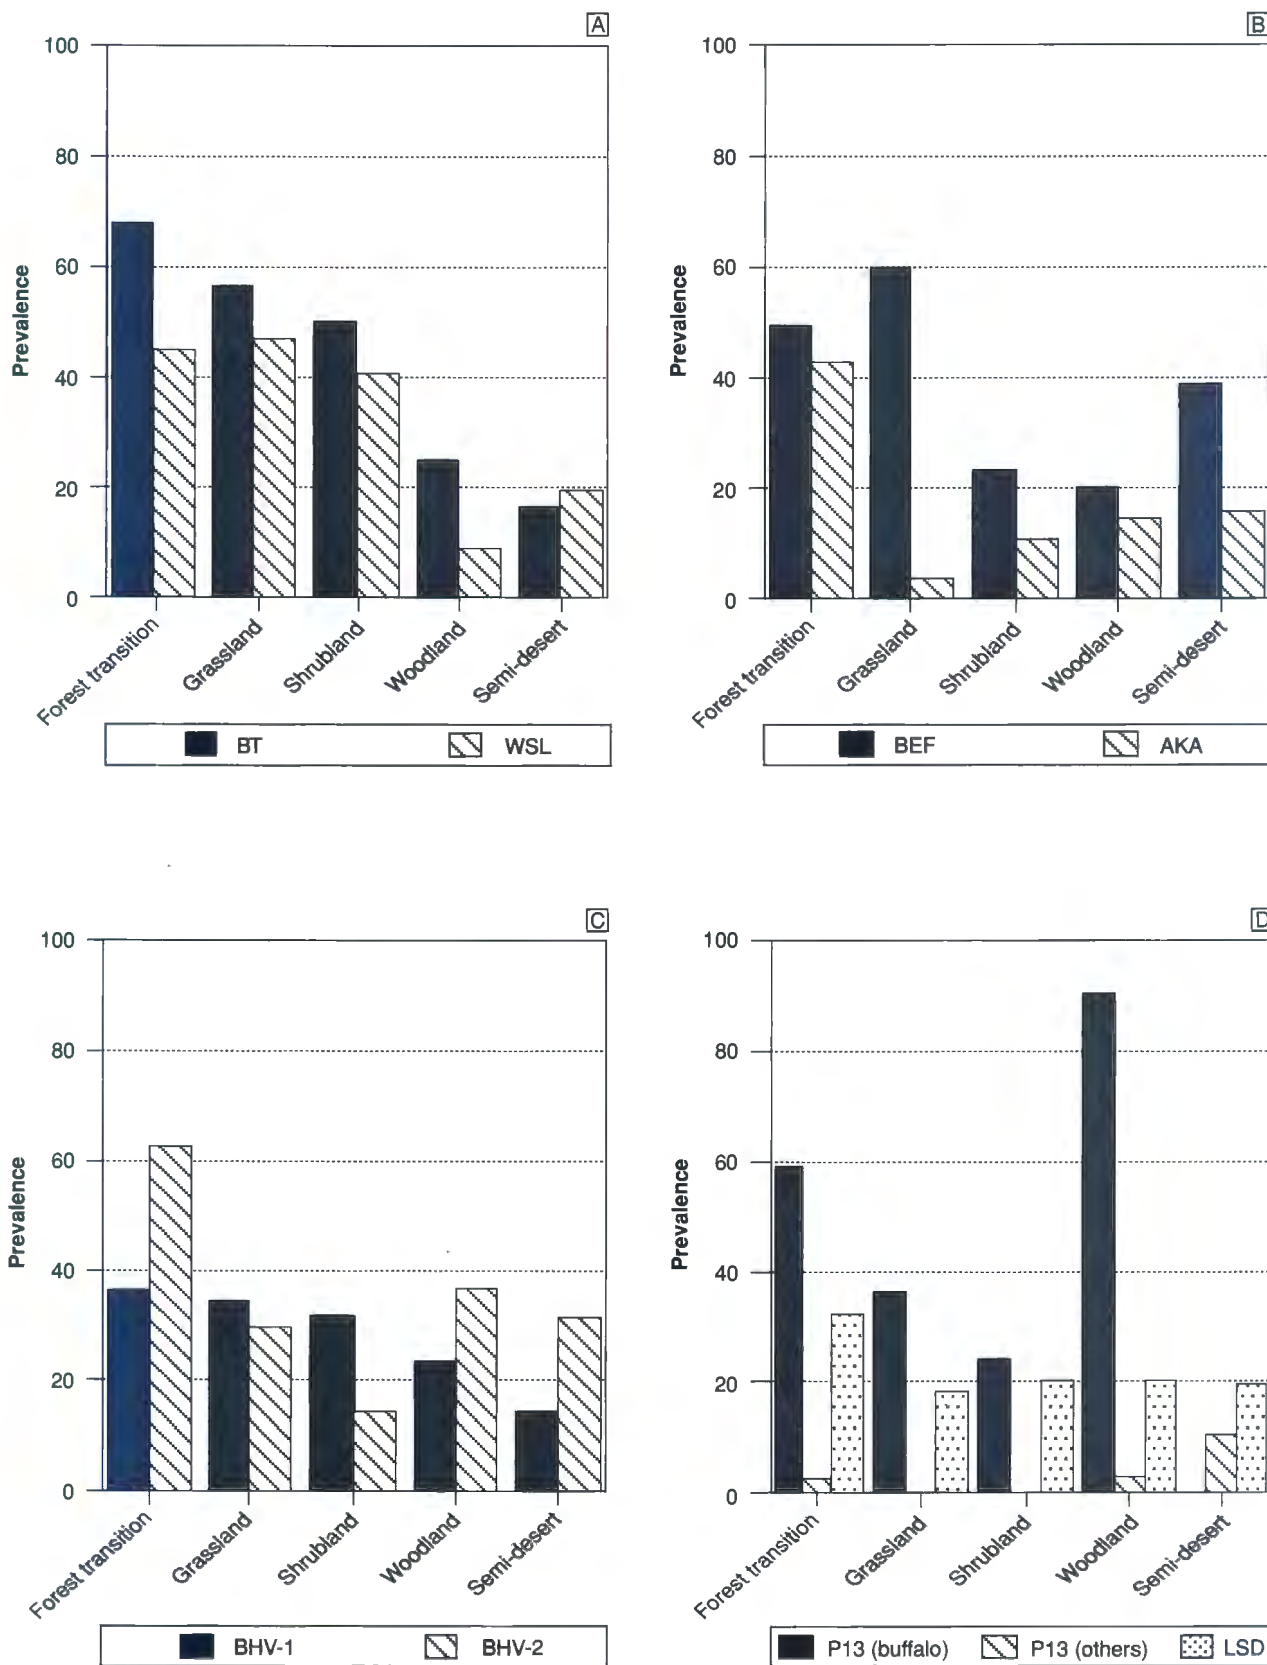 A
100
80
60
40
20
0
Prevalence
Forest transition
Grassland
Shrubland
Woodland
Semi-desert
BT WSL
B
100
80
60
40
20
0
Prevalence
Forest transition
Grassland
Shrubland
Woodland
Semi-desert
BEF AKA
C
100
80
60
40
20
0
Prevalence
Forest transition
Grassland
Shrubland
Woodland
Semi-desert
BHV-1 BHV-2
D
100
80
60
40
20
0
Prevalence
Forest transition
Grassland
Shrubland
Woodland
Semi-desert
P13 (buffalo) P13 (others) LSD